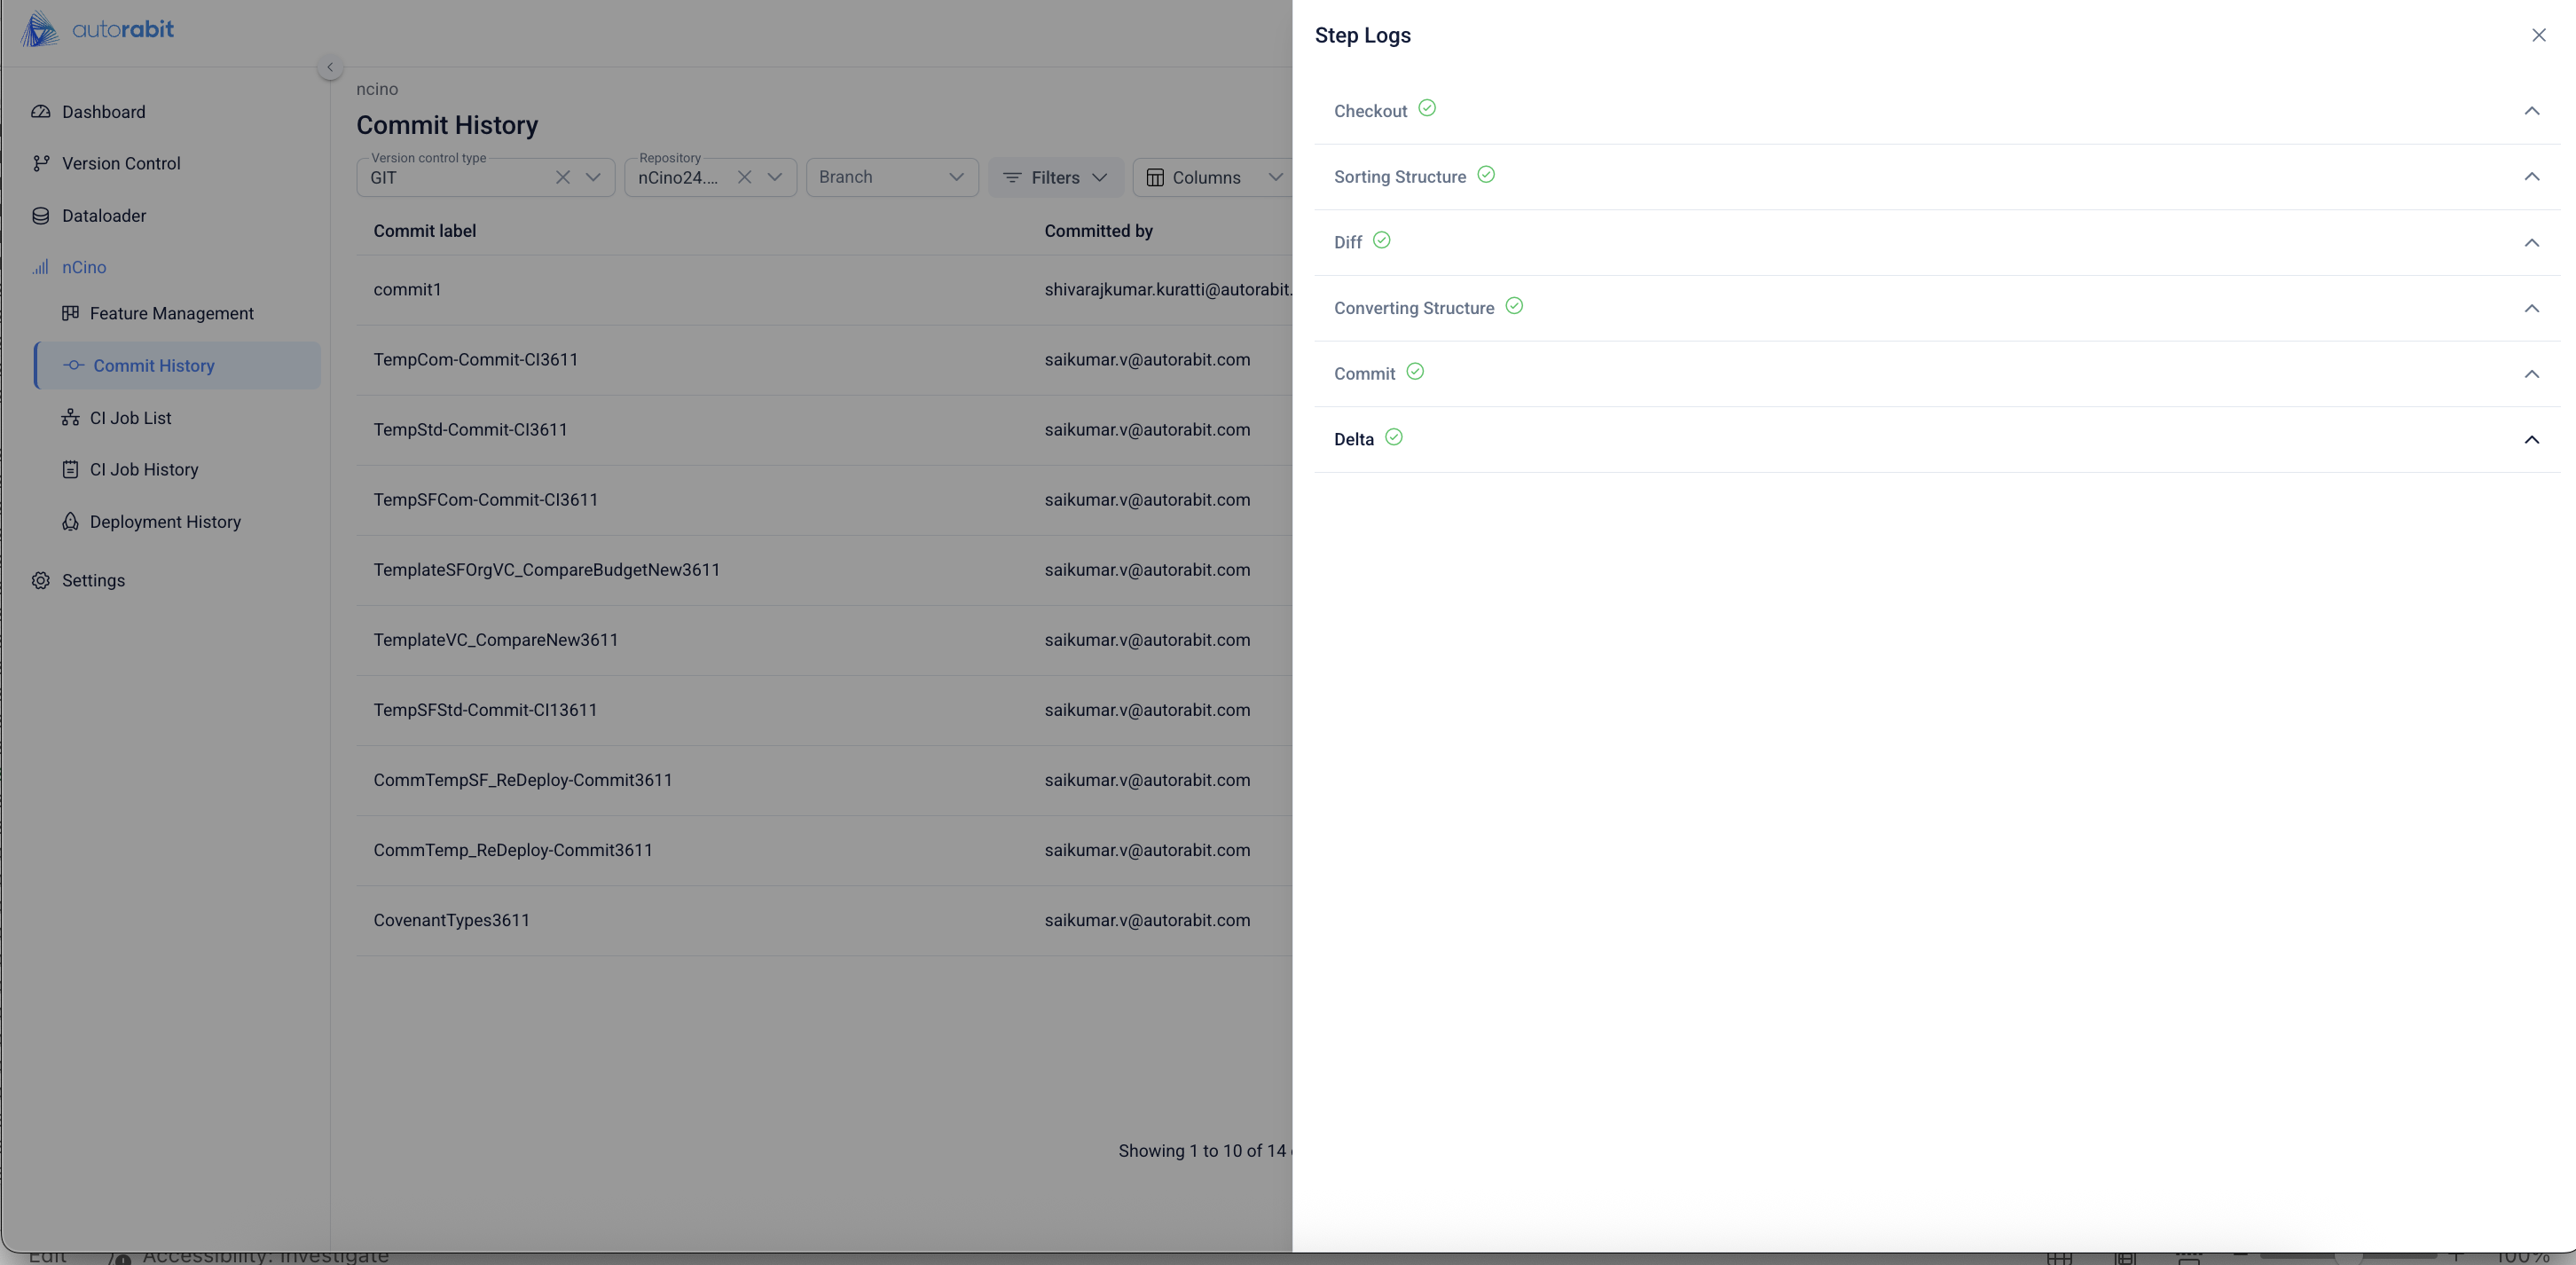 autorabit
Dashboard
Version Control
Dataloader
nCino
Feature Management
Commit History
CI Job List
CI Job History
Deployment History
Settings
ncino
Commit History
Version control type
GIT
Repository
nCino24....
Branch
Filters
Columns
Commit label Committed by
commit1 shivarajkumar.kuratti@autorabit.
TempCom-Commit-CI3611 saikumar.v@autorabit.com
TempStd-Commit-CI3611 saikumar.v@autorabit.com
TempSFCom-Commit-CI3611 saikumar.v@autorabit.com
TemplateSFOrgVC_CompareBudgetNew3611 saikumar.v@autorabit.com
TemplateVC_CompareNew3611 saikumar.v@autorabit.com
TempSFStd-Commit-CI13611 saikumar.v@autorabit.com
CommTempSF_ReDeploy-Commit3611 saikumar.v@autorabit.com
CommTemp_ReDeploy-Commit3611 saikumar.v@autorabit.com
CovenantTypes3611 saikumar.v@autorabit.com
Showing 1 to 10 of 14
Step Logs
Checkout
Sorting Structure
Diff
Converting Structure
Commit
Delta
Edit
Accessibility: Investigate
100%